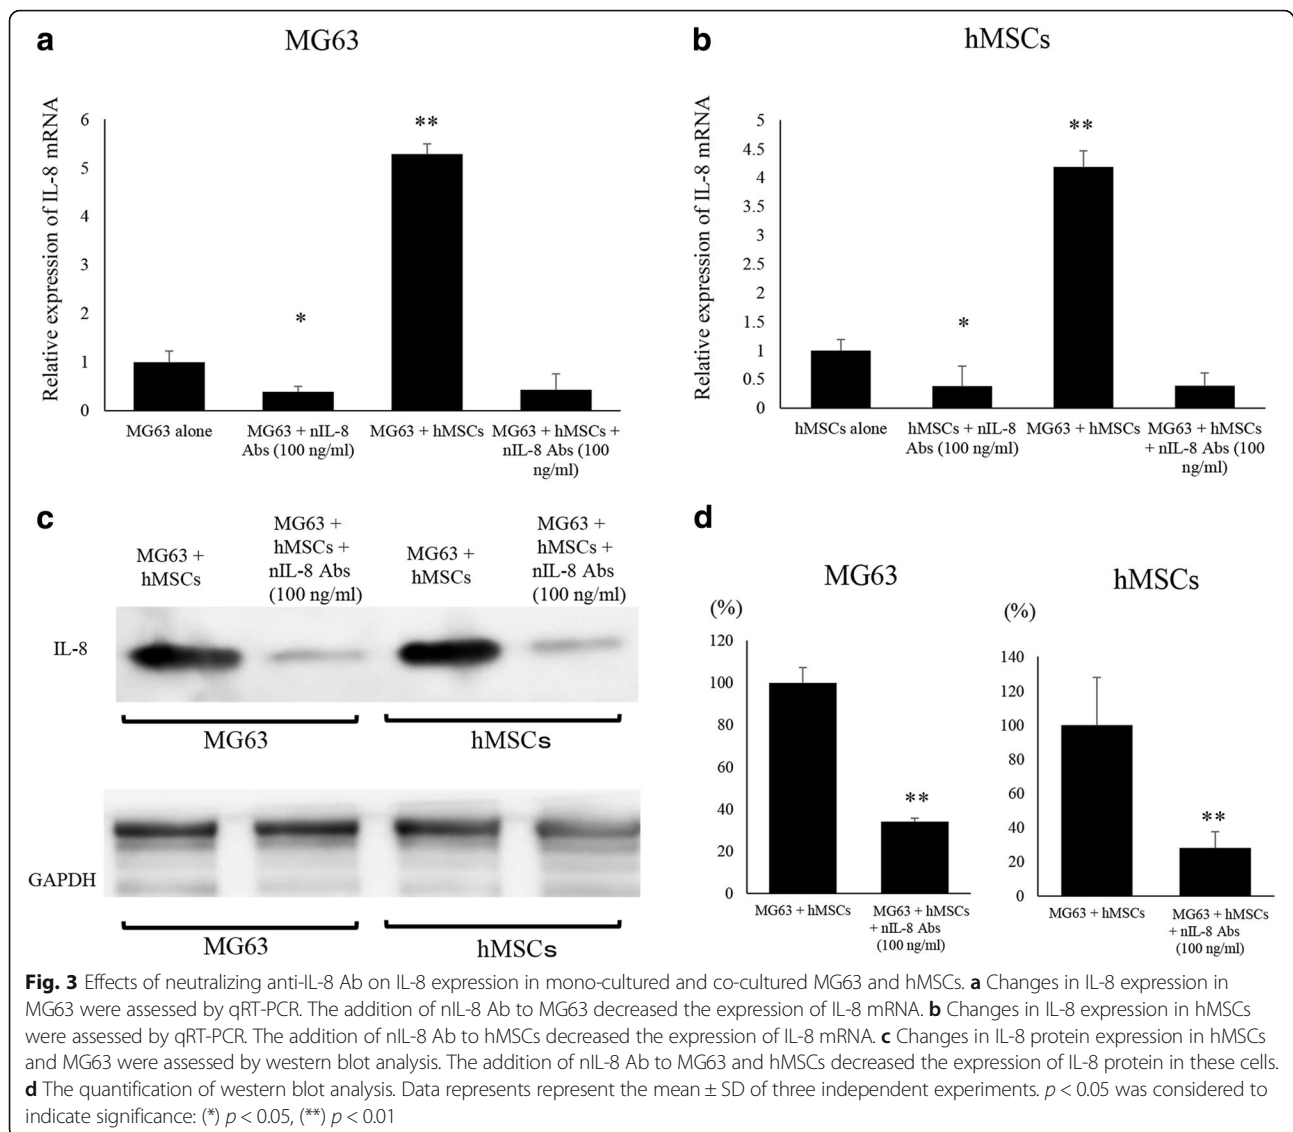 a
MG63
Relative expression of IL-8 mRNA
6
5
4
3
2
1
0
*
**
MG63 alone
MG63 + nIL-8
Abs (100 ng/ml)
MG63 + hMSCs
MG63 + hMSCs +
nIL-8 Abs (100
ng/ml)
b
hMSCs
Relative expression of IL-8 mRNA
5
4.5
4
3.5
3
2.5
2
1.5
1
0.5
0
*
**
hMSCs alone
hMSCs + nIL-8
Abs (100 ng/ml)
MG63 + hMSCs
MG63 + hMSCs
+ nIL-8 Abs (100
ng/ml)
c
MG63 +
hMSCs
MG63 +
hMSCs +
nIL-8 Abs
(100 ng/ml)
MG63 +
hMSCs
MG63 +
hMSCs +
nIL-8 Abs
(100 ng/ml)
IL-8
MG63
hMSCs
GAPDH
MG63
hMSCs
d
MG63
(%)
120
100
80
60
40
20
0
**
MG63 + hMSCs
MG63 + hMSCs
+ nIL-8 Abs
(100 ng/ml)
hMSCs
(%)
140
120
100
80
60
40
20
0
**
MG63 + hMSCs
MG63 + hMSCs
+ nIL-8 Abs
(100 ng/ml)
Fig. 3 Effects of neutralizing anti-IL-8 Ab on IL-8 expression in mono-cultured and co-cultured MG63 and hMSCs. a Changes in IL-8 expression in
MG63 were assessed by qRT-PCR. The addition of nIL-8 Ab to MG63 decreased the expression of IL-8 mRNA. b Changes in IL-8 expression in hMSCs
were assessed by qRT-PCR. The addition of nIL-8 Ab to hMSCs decreased the expression of IL-8 mRNA. c Changes in IL-8 protein expression in hMSCs
and MG63 were assessed by western blot analysis. The addition of nIL-8 Ab to MG63 and hMSCs decreased the expression of IL-8 protein in these cells.
d The quantification of western blot analysis. Data represents represent the mean ± SD of three independent experiments. p < 0.05 was considered to
indicate significance: (*) p < 0.05, (**) p < 0.01